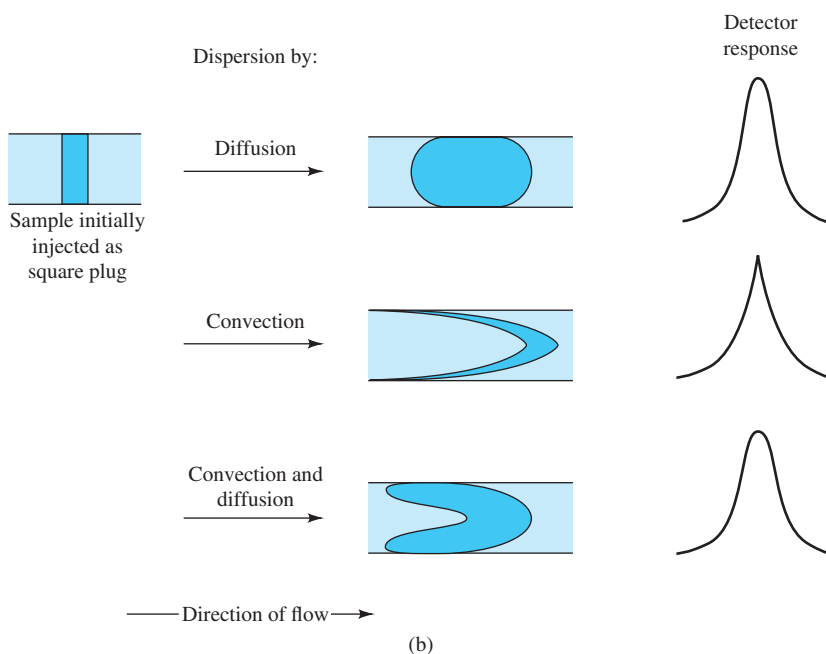 Dispersion by:
Detector
response
Diffusion
Sample initially
injected as
square plug
Convection
Convection and
diffusion
Direction of flow
(b)